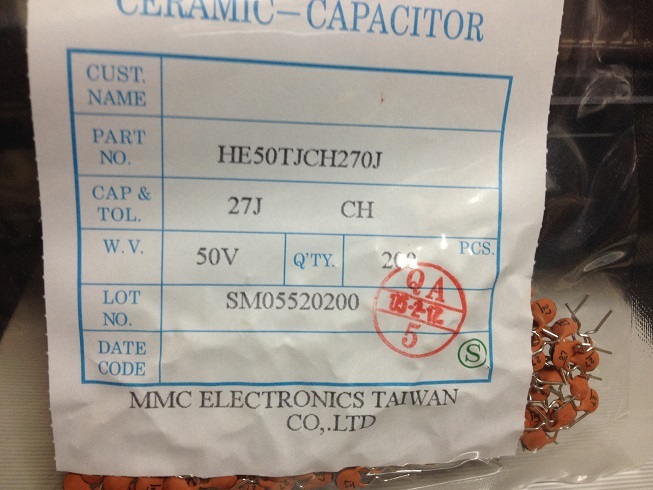 CERAMIC-CAPACITOR
CUST. NAME
PART NO. HE50TJCH270J
CAP & TOL. 27J CH
W.V. 50V Q'TY. PCS.
LOT NO. SM05520200
DATE CODE S
QA
5
MMC ELECTRONICS TAIWAN
CO,.LTD